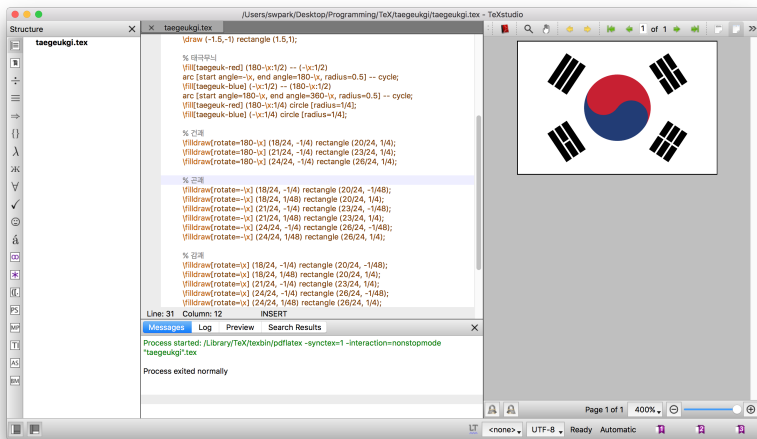 /Users/swpark/Desktop/Programming/TeX/taegeukgi/taegeukgi.tex - TeXstudio
Structure
taegeukgi.tex
taegeukgi.tex
1 of 1
\draw (-1.5,-1) rectangle (1.5,1);
% 태극무늬
\fill[taegeuk-red] (180-\x:1/2) -- (-\x:1/2)
arc [start angle=-\x, end angle=180-\x, radius=0.5] -- cycle;
\fill[taegeuk-blue] (-\x:1/2) -- (180-\x:1/2)
arc [start angle=180-\x, end angle=360-\x, radius=0.5] -- cycle;
\fill[taegeuk-red] (180-\x:1/4) circle [radius=1/4];
\fill[taegeuk-blue] (-\x:1/4) circle [radius=1/4];
% 건괘
\filldraw[rotate=180-\x] (18/24, -1/4) rectangle (20/24, 1/4);
\filldraw[rotate=180-\x] (21/24, -1/4) rectangle (23/24, 1/4);
\filldraw[rotate=180-\x] (24/24, -1/4) rectangle (26/24, 1/4);
% 곤괘
\filldraw[rotate=-\x] (18/24, -1/4) rectangle (20/24, -1/48);
\filldraw[rotate=-\x] (18/24, 1/48) rectangle (20/24, 1/4);
\filldraw[rotate=-\x] (21/24, -1/4) rectangle (23/24, -1/48);
\filldraw[rotate=-\x] (21/24, 1/48) rectangle (23/24, 1/4);
\filldraw[rotate=-\x] (24/24, -1/4) rectangle (26/24, -1/48);
\filldraw[rotate=-\x] (24/24, 1/48) rectangle (26/24, 1/4);
% 감괘
\filldraw[rotate=\x] (18/24, -1/4) rectangle (20/24, -1/48);
\filldraw[rotate=\x] (18/24, 1/48) rectangle (20/24, 1/4);
\filldraw[rotate=\x] (21/24, -1/4) rectangle (23/24, 1/4);
\filldraw[rotate=\x] (24/24, -1/4) rectangle (26/24, -1/48);
\filldraw[rotate=\x] (24/24, 1/48) rectangle (26/24, 1/4);
Line: 31 Column: 12 INSERT
Messages Log Preview Search Results
Process started: /Library/TeX/texbin/pdflatex -synctex=1 -interaction=nonstopmode
"taegeukgi".tex
Process exited normally
Page 1 of 1 400%
LT <none> UTF-8 Ready Automatic